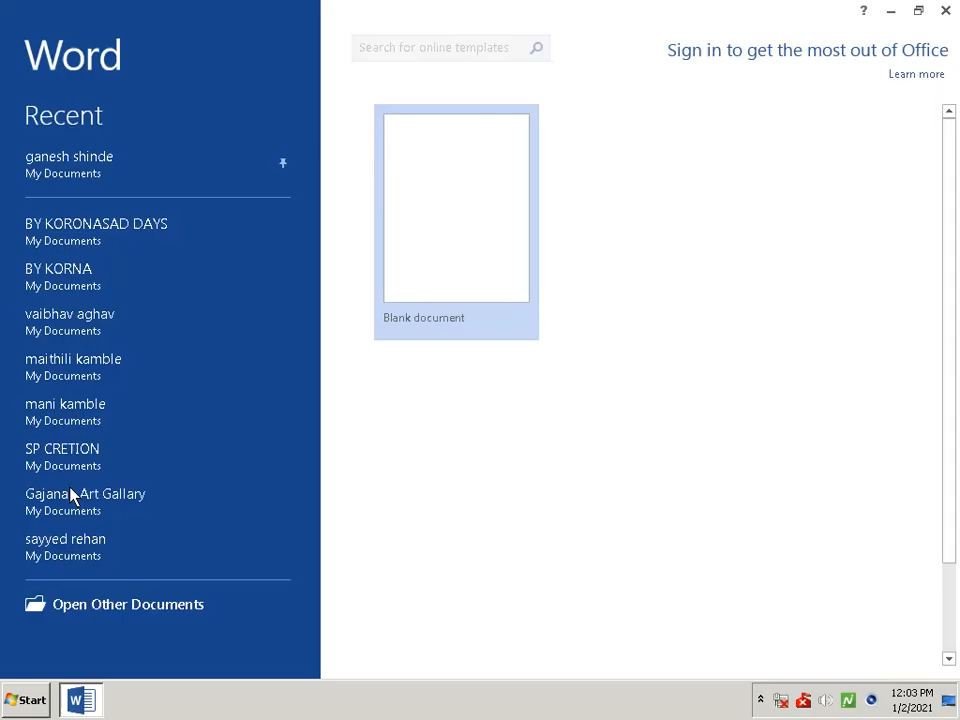 ?
Word
Search for online templates
Sign in to get the most out of Office
Learn more
Recent
ganesh shinde
My Documents
BY KORONASAD DAYS
My Documents
BY KORNA
My Documents
vaibhav aghav
My Documents
maithili kamble
My Documents
mani kamble
My Documents
SP CRETION
My Documents
Gajana Art Gallary
My Documents
sayyed rehan
My Documents
Open Other Documents
Blank document
Start
12:03 PM
1/2/2021